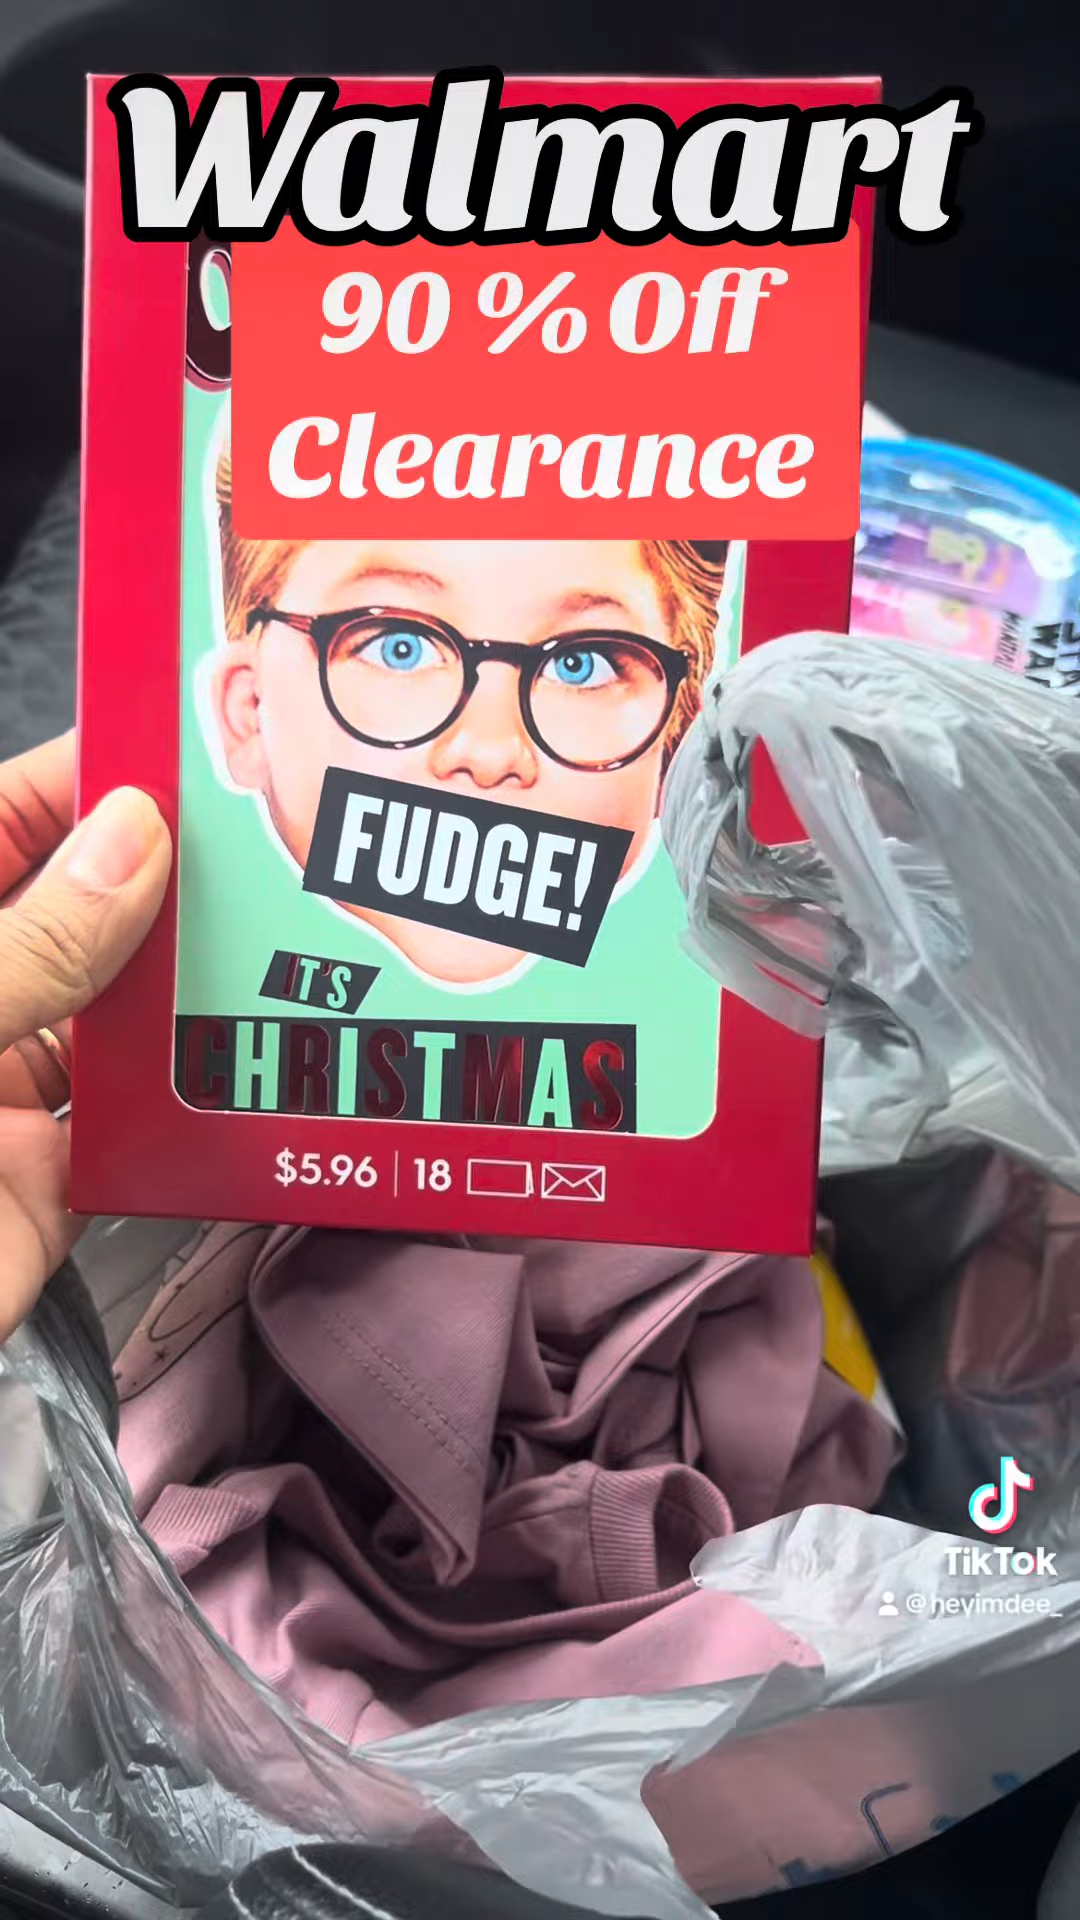 Walmart
90 % Off
Clearance
FUDGE!
IT'S
CHRISTMAS
$5.96 | 18
TikTok
@heyimdee_